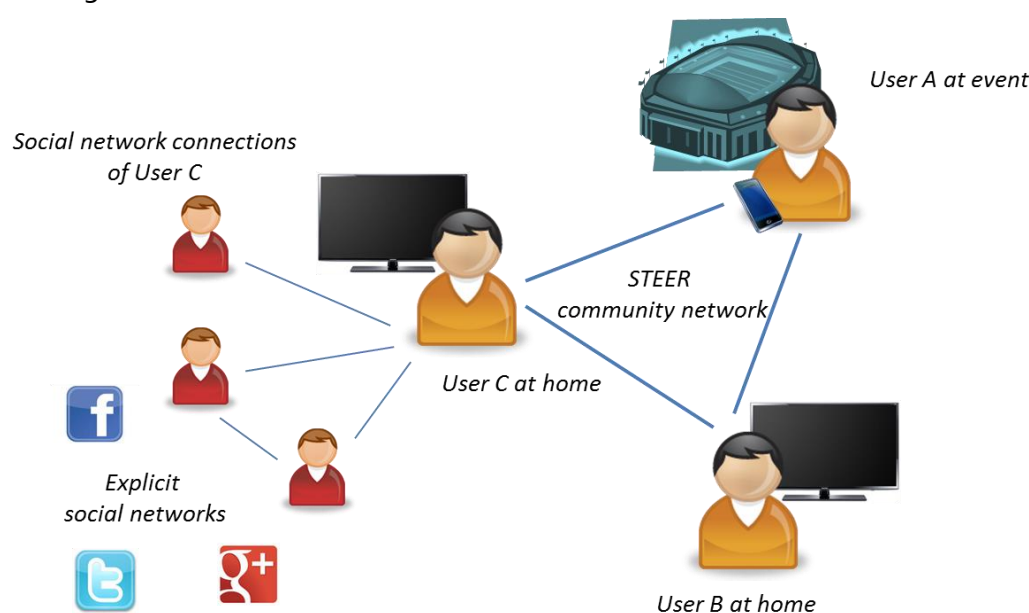 User A at event
Social network connections
of User C
STEER
community network
User C at home
f
Explicit
social networks
t
g+
User B at home